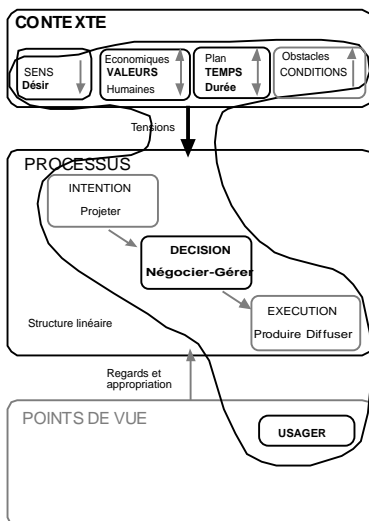 CONTEXTE
SENS
Désir
Economiques
VALEURS
Humaines
Plan
TEMPS
Durée
Obstacles
CONDITIONS
Tensions
PROCESSUS
INTENTION
Projeter
DECISION
Négocier-Gérer
EXECUTION
Produire Diffuser
Structure linéaire
Regards et
appropriation
POINTS DE VUE
USAGER